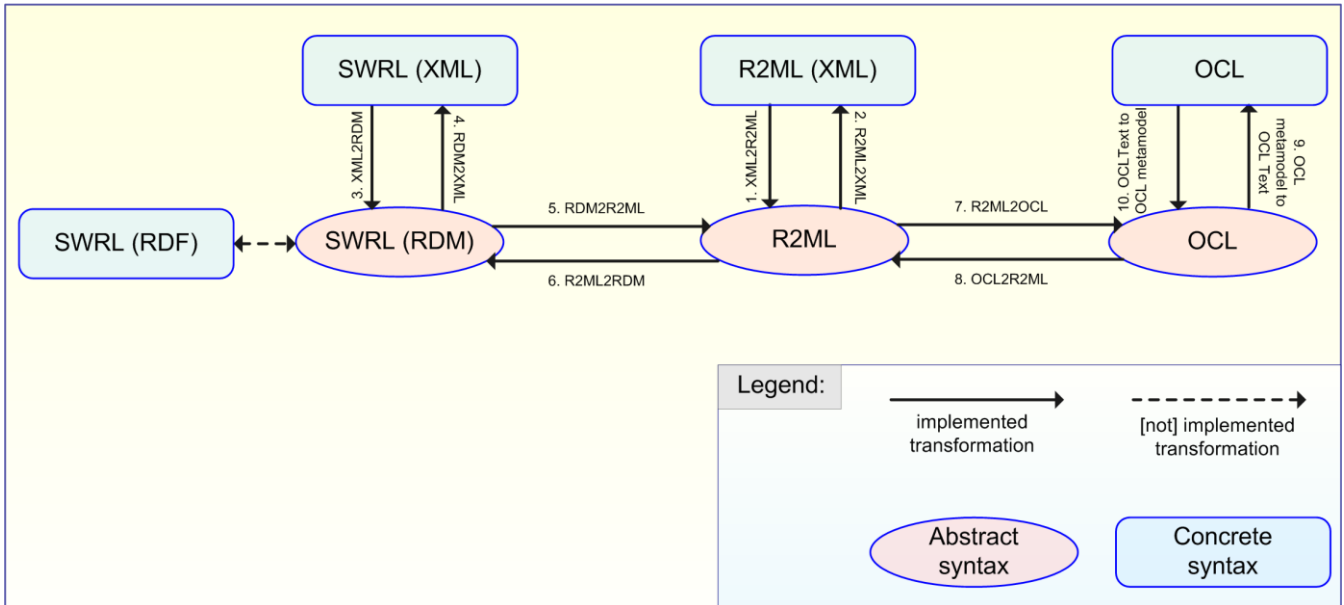 SWRL (XML)
R2ML (XML)
OCL
3. XML2RDM
4. RDM2XML
1. XML2R2ML
2. R2ML2XML
10. OCLText to
OCL metamodel
9. OCL
metamodel to
OCL Text
SWRL (RDF)
SWRL (RDM)
5. RDM2R2ML
6. R2ML2RDM
R2ML
7. R2ML2OCL
8. OCL2R2ML
OCL
Legend:
implemented
transformation
[not] implemented
transformation
Abstract
syntax
Concrete
syntax